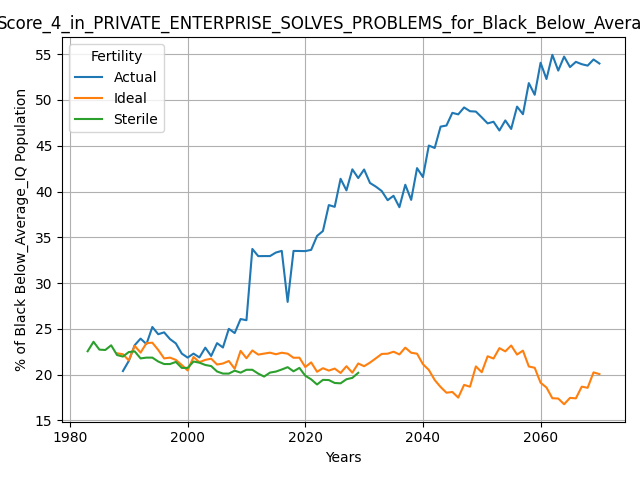 Score_4_in_PRIVATE_ENTERPRISE_SOLVES_PROBLEMS_for_Black_Below_Avera
Fertility
Actual
Ideal
Sterile
% of Black Below_Average_IQ Population
55
50
45
40
35
30
25
20
15
1980
2000
2020
2040
2060
Years